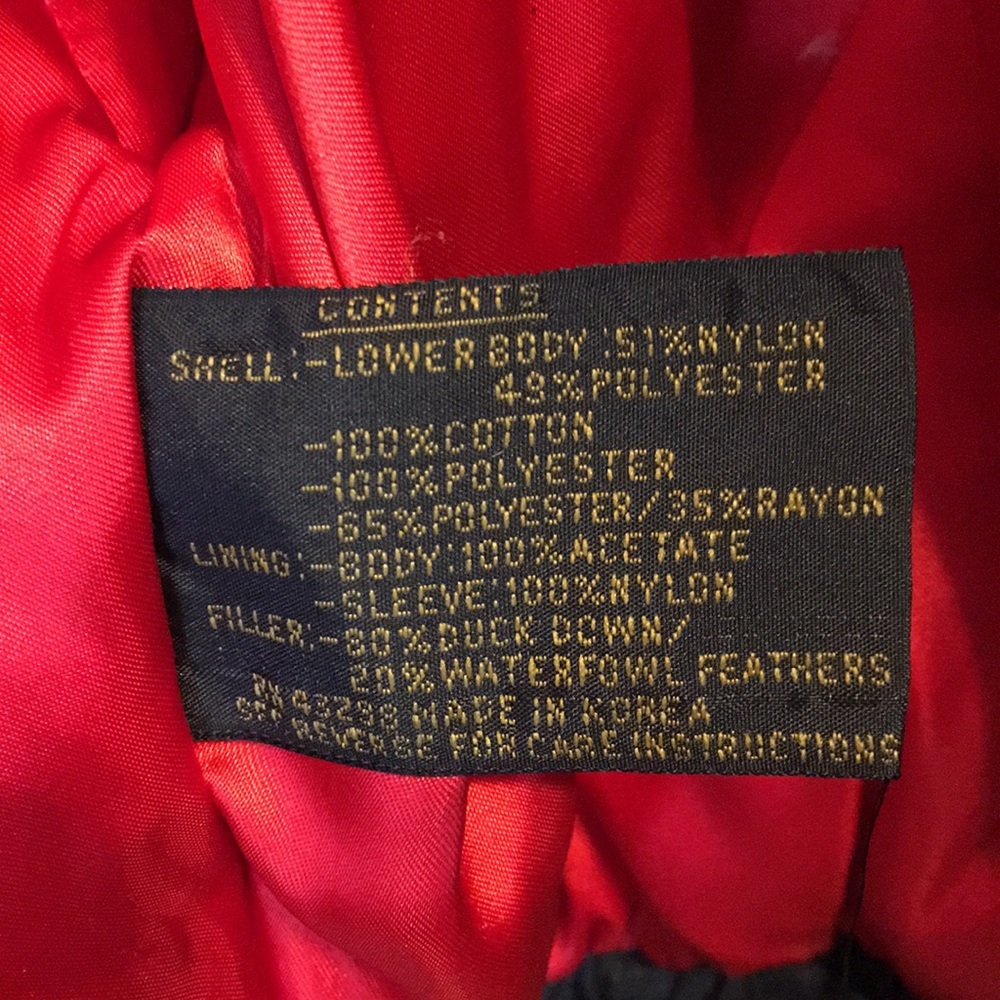 CONTENTS
SHELL:-LOWER BODY:51%NYLON
49%POLYESTER
-100%COTTON
-100%POLYESTER
-65%POLYESTER/35%RAYON
LINING:-BODY:100%ACETATE
-SLEEVE:100%NYLON
FILLER:-80%DUCK DOWN/
20%WATERFOWL FEATHERS
MADE IN KOREA
SEE REVERSE FOR CARE INSTRUCTIONS